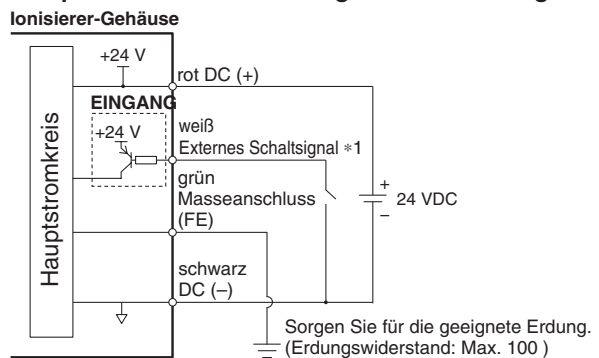 Ionisierer-Gehäuse
+24 V
rot DC (+)
EINGANG
+24 V
weiß
Externes Schaltsignal *1
grün
Masseanschluss
(FE)
Hauptstromkreis
+
24 VDC
–
schwarz
DC (–)
Sorgen Sie für die geeignete Erdung.
(Erdungswiderstand: Max. 100 )